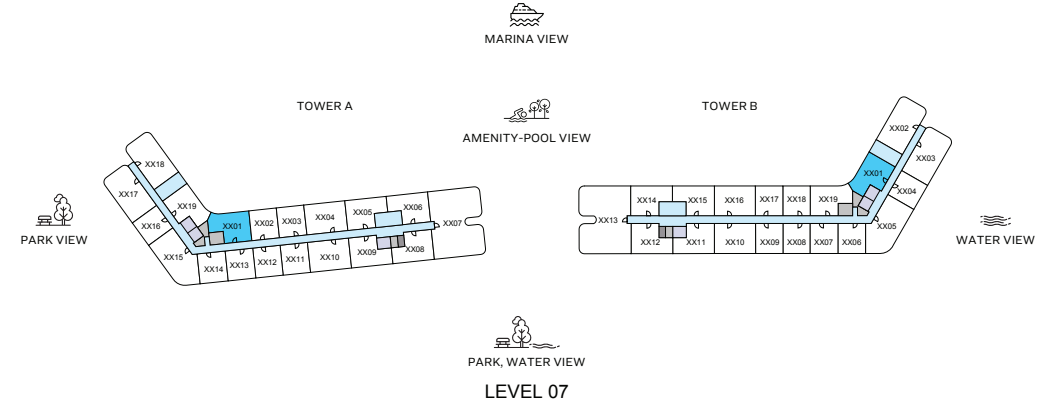 MARINA VIEW
TOWER A
TOWER B
AMENITY-POOL VIEW
PARK VIEW
WATER VIEW
XX18
XX17
XX19
XX16
XX15
XX01
XX02
XX03
XX04
XX05
XX06
XX07
XX14
XX13
XX12
XX11
XX10
XX09
XX08
XX02
XX03
XX01
XX04
XX14
XX15
XX16
XX17
XX18
XX19
XX13
XX05
XX12
XX11
XX10
XX09
XX08
XX07
XX06
PARK, WATER VIEW
LEVEL 07